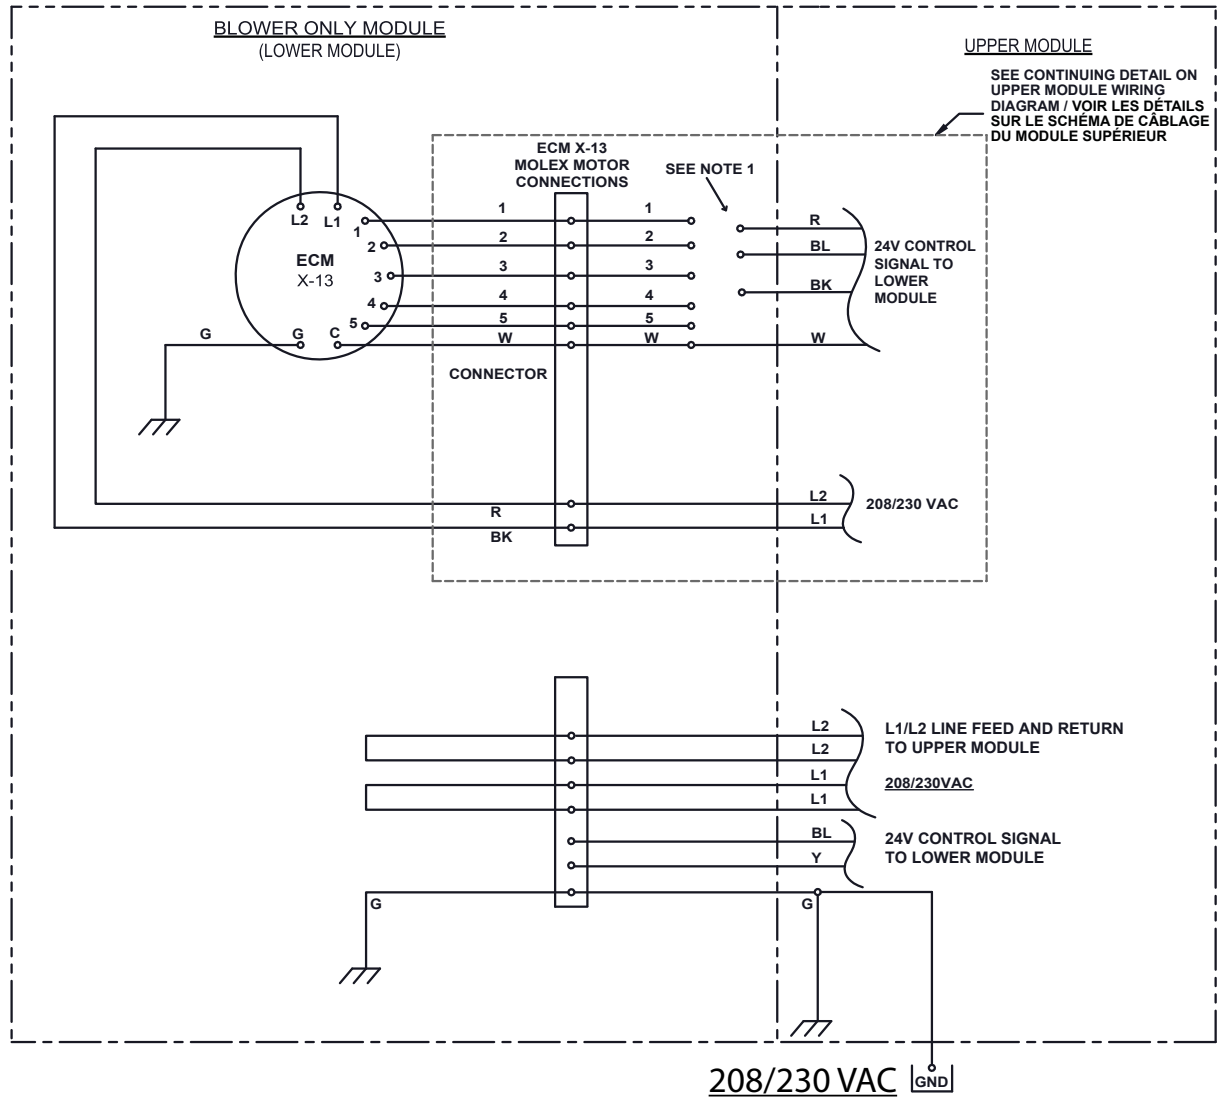 BLOWER ONLY MODULE
(LOWER MODULE)
UPPER MODULE
SEE CONTINUING DETAIL ON
UPPER MODULE WIRING
DIAGRAM / VOIR LES DÉTAILS
SUR LE SCHÉMA DE CÂBLAGE
DU MODULE SUPÉRIEUR
ECM X-13
MOLEX MOTOR
CONNECTIONS
SEE NOTE 1
L2 L1
ECM
X-13
1 1 1 R
2 2 2 BL
3 3 3 BK
4 4 4
5 5 5
G G C W W W
24V CONTROL
SIGNAL TO
LOWER
MODULE
CONNECTOR
R L2
BK L1
208/230 VAC
L2
L2
L1
L1
L1/L2 LINE FEED AND RETURN
TO UPPER MODULE
208/230VAC
BL
Y
24V CONTROL SIGNAL
TO LOWER MODULE
G G
208/230 VAC GND